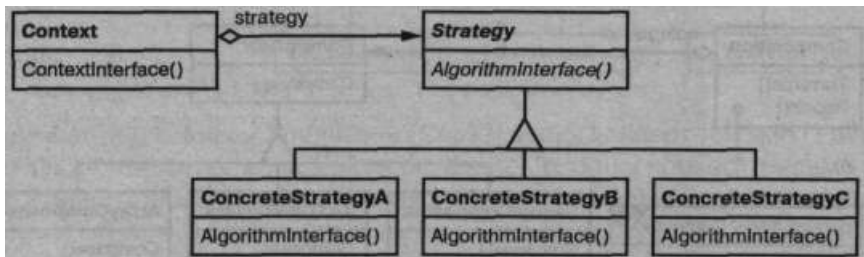 strategy
Context
Strategy
ContextInterface()
AlgorithmInterface()
ConcreteStrategyA
ConcreteStrategyB
ConcreteStrategyC
AlgorithmInterface()
AlgorithmInterface()
AlgorithmInterface()